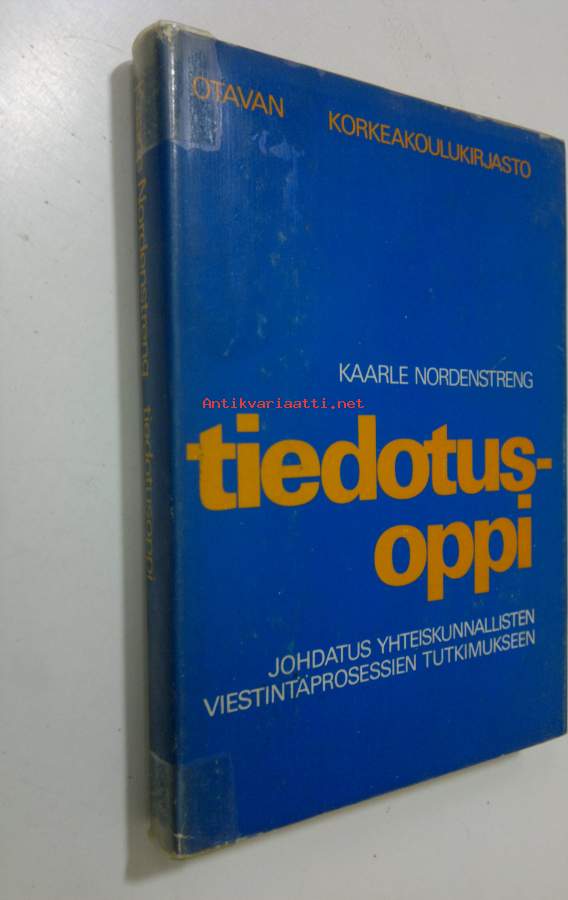 OTAVAN KORKEAKOULUKIRJASTO
KAARLE NORDENSTRENG
Antikvariaatti.net
tiedotus-
oppi
JOHDATUS YHTEISKUNNALLISTEN
VIESTINTÄPROSESSIEN TUTKIMUKSEEN
Nordenstreng tiedotusoppi